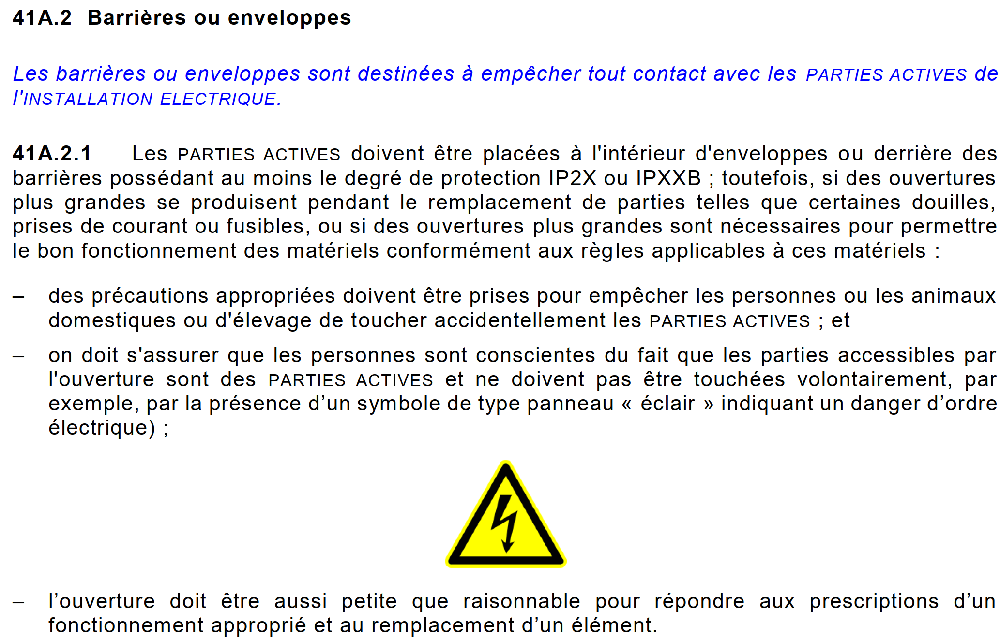 41A.2 Barrières ou enveloppes
Les barrières ou enveloppes sont destinées à empêcher tout contact avec les PARTIES ACTIVES de
l'INSTALLATION ELECTRIQUE.
41A.2.1 Les PARTIES ACTIVES doivent être placées à l'intérieur d'enveloppes ou derrière des
barrières possédant au moins le degré de protection IP2X ou IPXXB ; toutefois, si des ouvertures
plus grandes se produisent pendant le remplacement de parties telles que certaines douilles,
prises de courant ou fusibles, ou si des ouvertures plus grandes sont nécessaires pour permettre
le bon fonctionnement des matériels conformément aux règles applicables à ces matériels :
– des précautions appropriées doivent être prises pour empêcher les personnes ou les animaux
domestiques ou d'élevage de toucher accidentellement les PARTIES ACTIVES ; et
– on doit s'assurer que les personnes sont conscientes du fait que les parties accessibles par
l'ouverture sont des PARTIES ACTIVES et ne doivent pas être touchées volontairement, par
exemple, par la présence d’un symbole de type panneau « éclair » indiquant un danger d’ordre
électrique) ;
– l’ouverture doit être aussi petite que raisonnable pour répondre aux prescriptions d’un
fonctionnement approprié et au remplacement d’un élément.